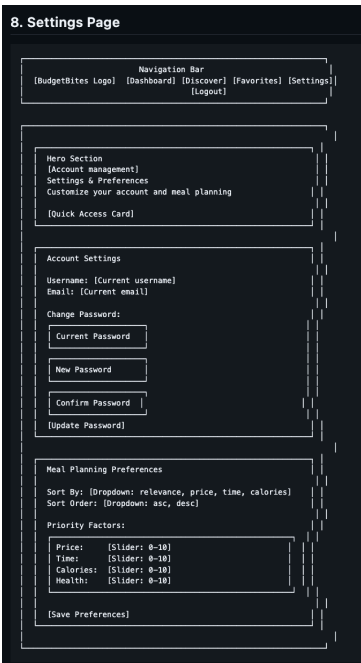 8. Settings Page
Navigation Bar
[BudgetBites Logo] [Dashboard] [Discover] [Favorites] [Settings]
[Logout]
Hero Section
[Account management]
Settings & Preferences
Customize your account and meal planning
[Quick Access Card]
Account Settings
Username: [Current username]
Email: [Current email]
Change Password:
Current Password
New Password
Confirm Password
[Update Password]
Meal Planning Preferences
Sort By: [Dropdown: relevance, price, time, calories]
Sort Order: [Dropdown: asc, desc]
Priority Factors:
Price: [Slider: 0-10]
Time: [Slider: 0-10]
Calories: [Slider: 0-10]
Health: [Slider: 0-10]
[Save Preferences]